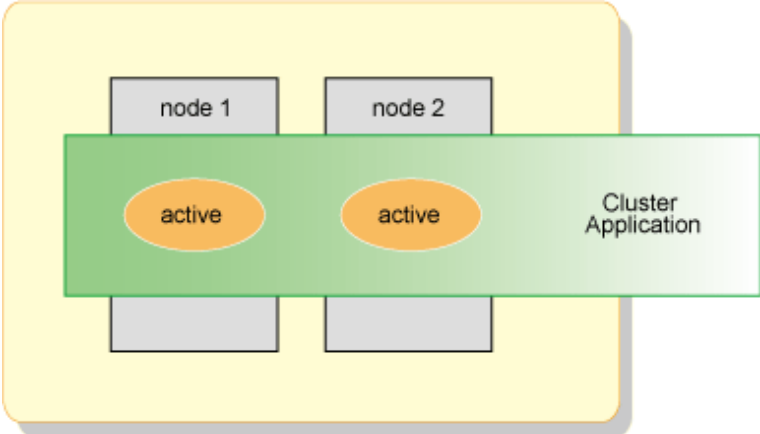 node 1
node 2
active
active
Cluster
Application